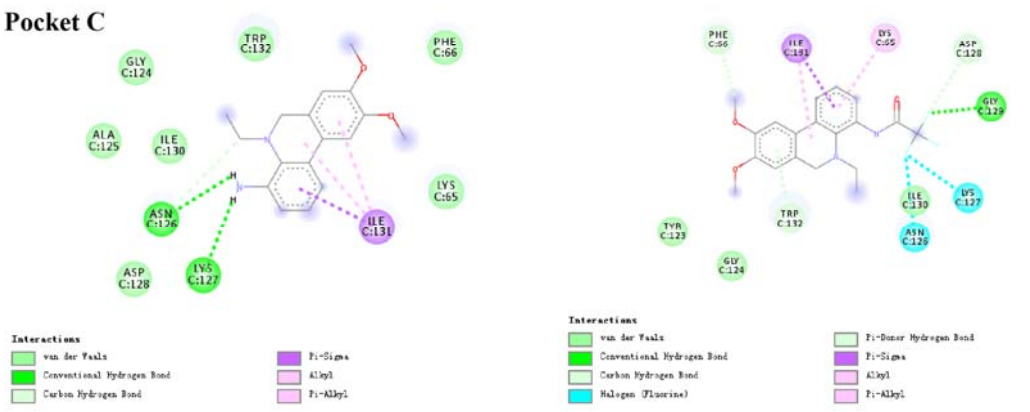 Pocket C
TRP
C:132
PHE
C:66
GLY
C:124
ALA
C:125
ILE
C:130
LYS
C:65
ASN
C:126
ILE
C:131
ASP
C:128
LYS
C:127
H
N
H
N
O
O
Interactions
van der Waals
Conventional Hydrogen Bond
Carbon Hydrogen Bond
Pi-Sigma
Alkyl
Pi-Alkyl
PHE
C:66
ILE
C:131
LYS
C:65
ASP
C:128
GLY
C:129
LYS
C:127
ILE
C:130
ASN
C:126
TRP
C:132
TYR
C:123
GLY
C:124
O
O
O
N
N
Interactions
van der Waals
Conventional Hydrogen Bond
Carbon Hydrogen Bond
Halogen (Fluorine)
Pi-Donor Hydrogen Bond
Pi-Sigma
Alkyl
Pi-Alkyl